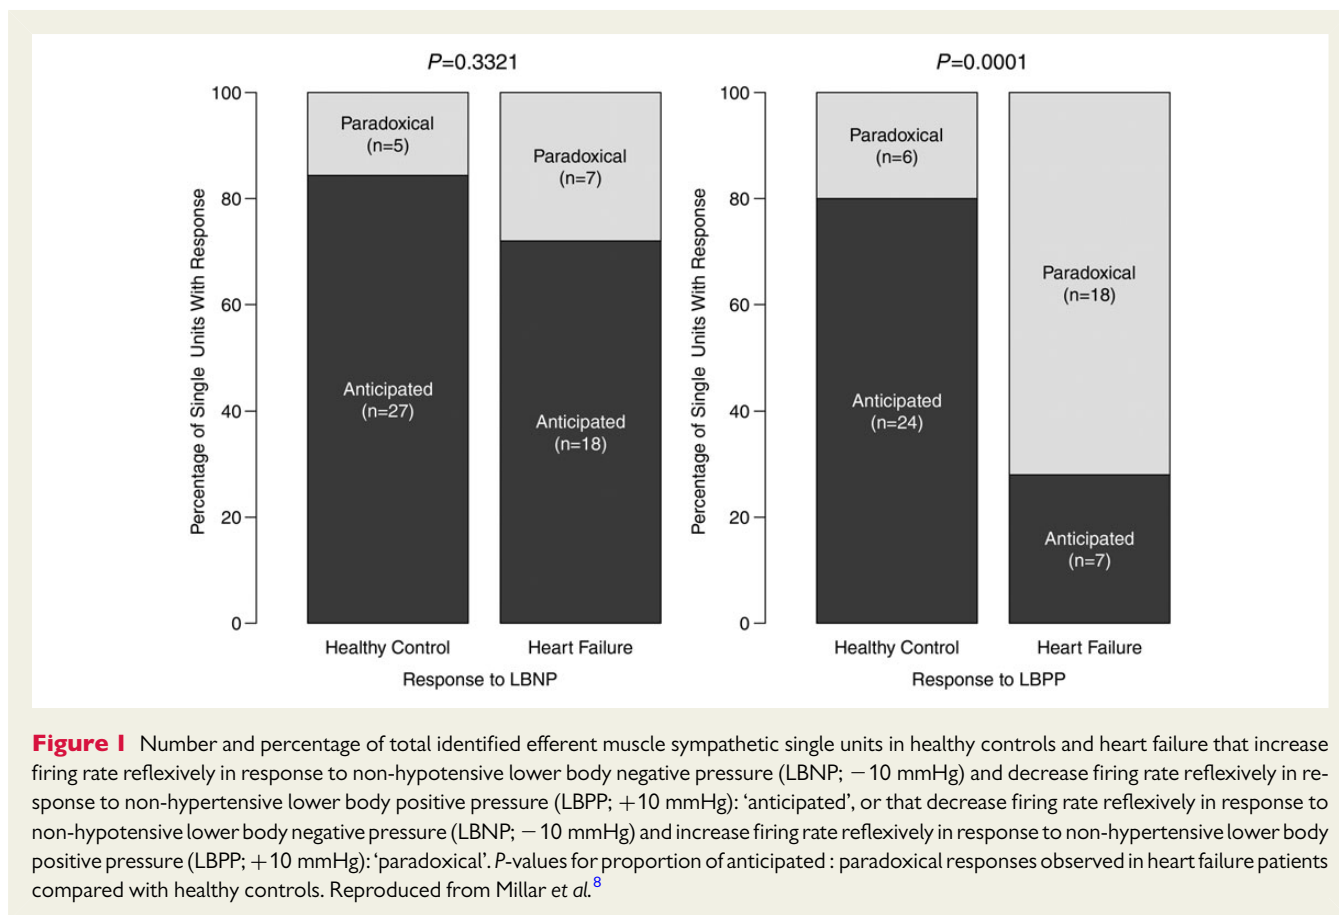 P=0.3321
100
80
60
40
20
0
Percentage of Single Units With Response
Paradoxical
(n=5)
Anticipated
(n=27)
Paradoxical
(n=7)
Anticipated
(n=18)
Healthy Control
Heart Failure
Response to LBNP
P=0.0001
100
80
60
40
20
0
Percentage of Single Units With Response
Paradoxical
(n=6)
Anticipated
(n=24)
Paradoxical
(n=18)
Anticipated
(n=7)
Healthy Control
Heart Failure
Response to LBPP
Figure 1 Number and percentage of total identified efferent muscle sympathetic single units in healthy controls and heart failure that increase
firing rate reflexively in response to non-hypotensive lower body negative pressure (LBNP; −10 mmHg) and decrease firing rate reflexively in re-
sponse to non-hypertensive lower body positive pressure (LBPP; +10 mmHg): ‘anticipated’, or that decrease firing rate reflexively in response to
non-hypotensive lower body negative pressure (LBNP; −10 mmHg) and increase firing rate reflexively in response to non-hypertensive lower body
positive pressure (LBPP; +10 mmHg): ‘paradoxical’. P-values for proportion of anticipated : paradoxical responses observed in heart failure patients
compared with healthy controls. Reproduced from Millar et al.8